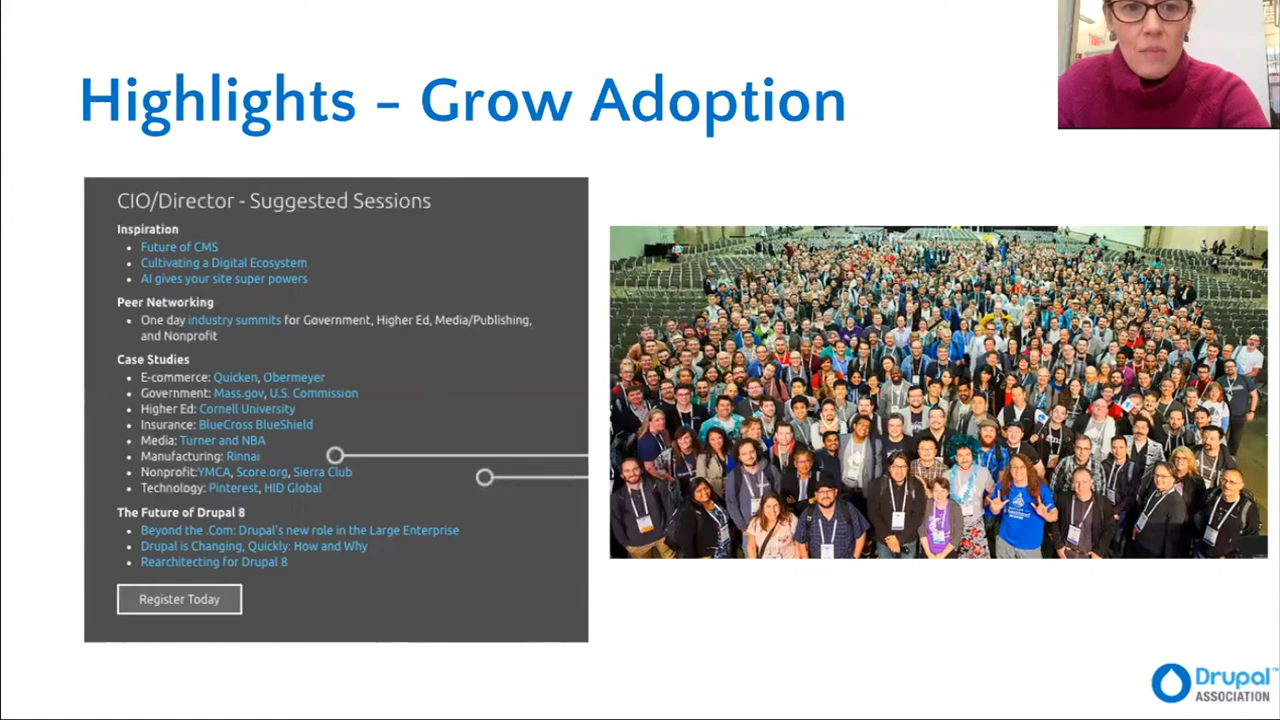 Highlights – Grow Adoption
CIO/Director - Suggested Sessions
Inspiration
Future of CMS
Cultivating a Digital Ecosystem
AI gives your site super powers
Peer Networking
One day industry summits for Government, Higher Ed, Media/Publishing,
and Nonprofit
Case Studies
E-commerce: Quicken, Obermeyer
Government: Mass.gov, U.S. Commission
Higher Ed: Cornell University
Insurance: BlueCross BlueShield
Media: Turner and NBA
Manufacturing: Rinnai
Nonprofit:YMCA, Score.org, Sierra Club
Technology: Pinterest, HID Global
The Future of Drupal 8
Beyond the .Com: Drupal's new role in the Large Enterprise
Drupal is Changing, Quickly: How and Why
Rearchitecting for Drupal 8
Register Today
Drupal™
ASSOCIATION